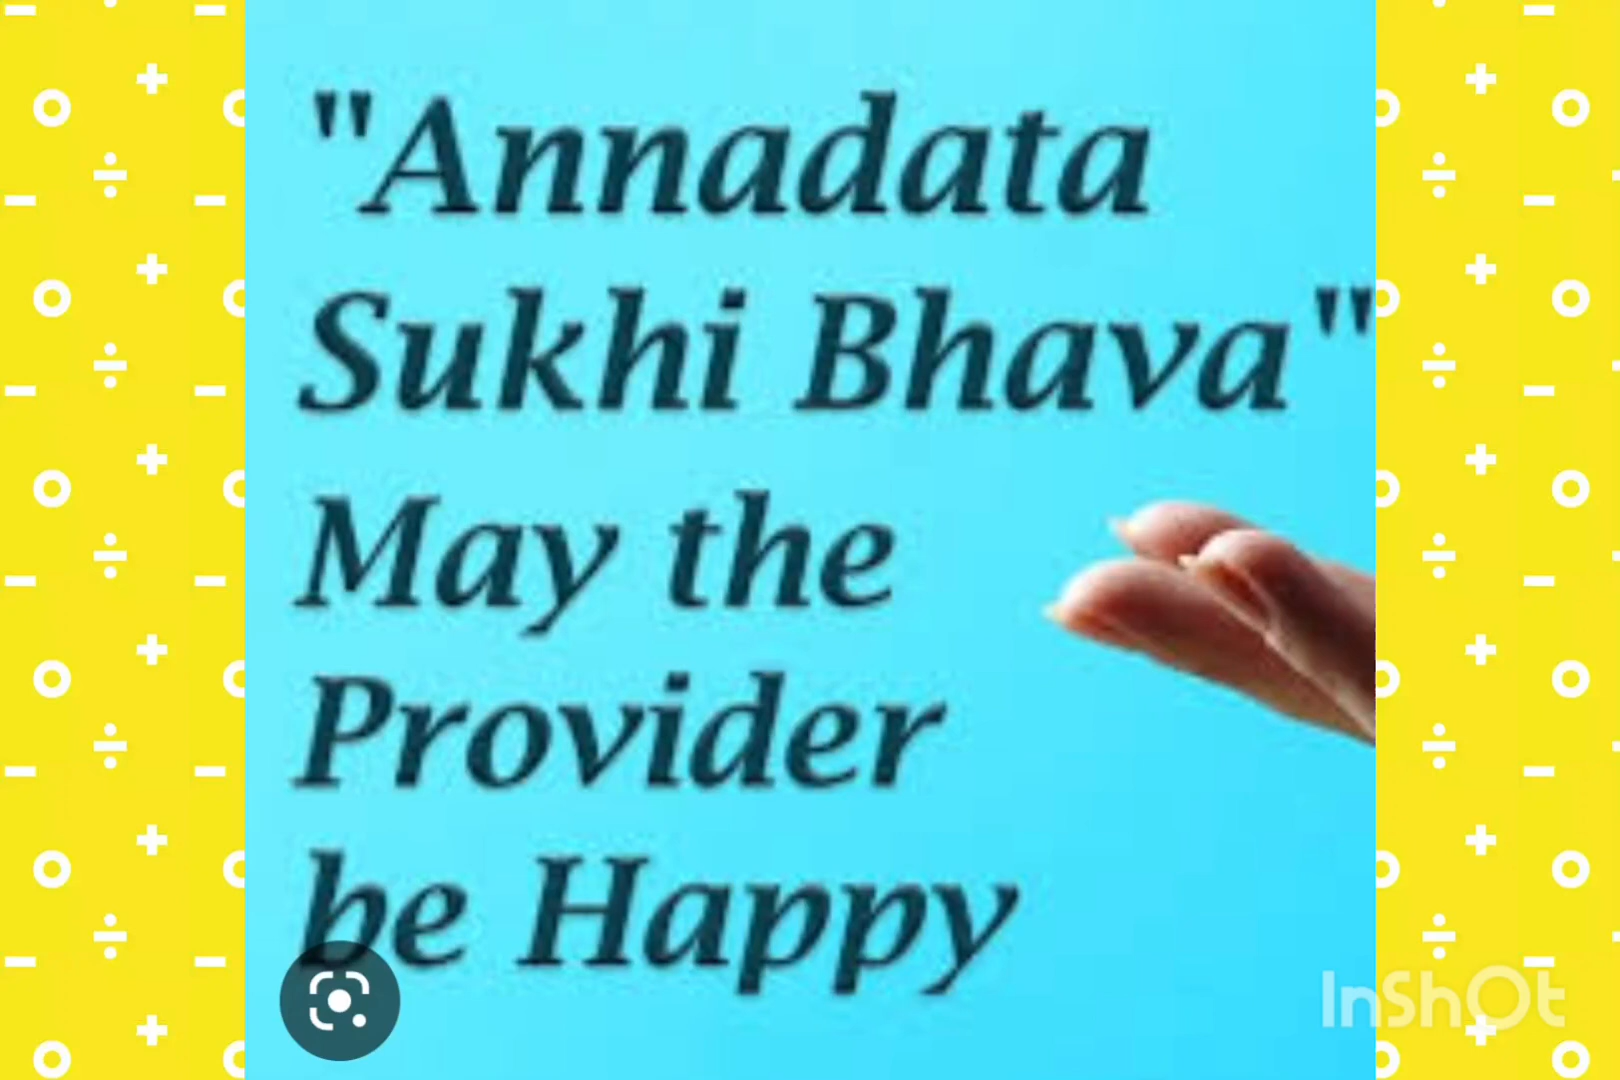 "Annadata
Sukhi Bhava"
May the
Provider
be Happy
InShOt